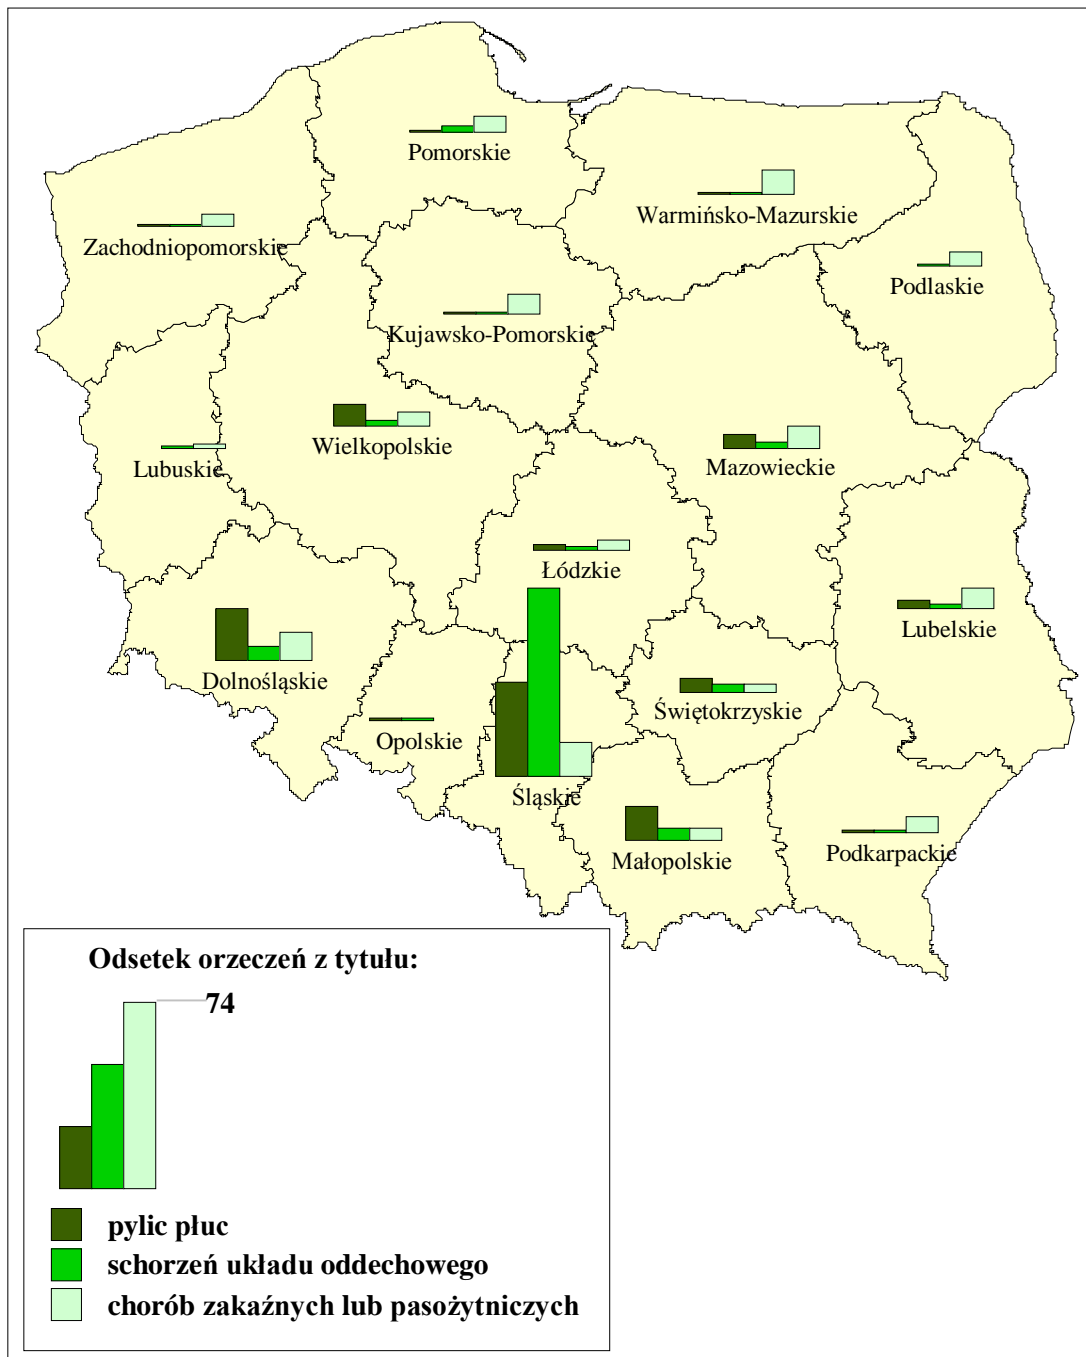 Pomorskie
Warmińsko-Mazurskie
Zachodniopomorskie
Podlaskie
Kujawsko-Pomorskie
Wielkopolskie
Mazowieckie
Lubuskie
Łódzkie
Lubelskie
Dolnośląskie
Świętokrzyskie
Opolskie
Śląskie
Małopolskie
Podkarpackie
Odsetek orzeczeń z tytułu:
74
pylic płuc
schorzeń układu oddechowego
chorób zakaźnych lub pasożytniczych